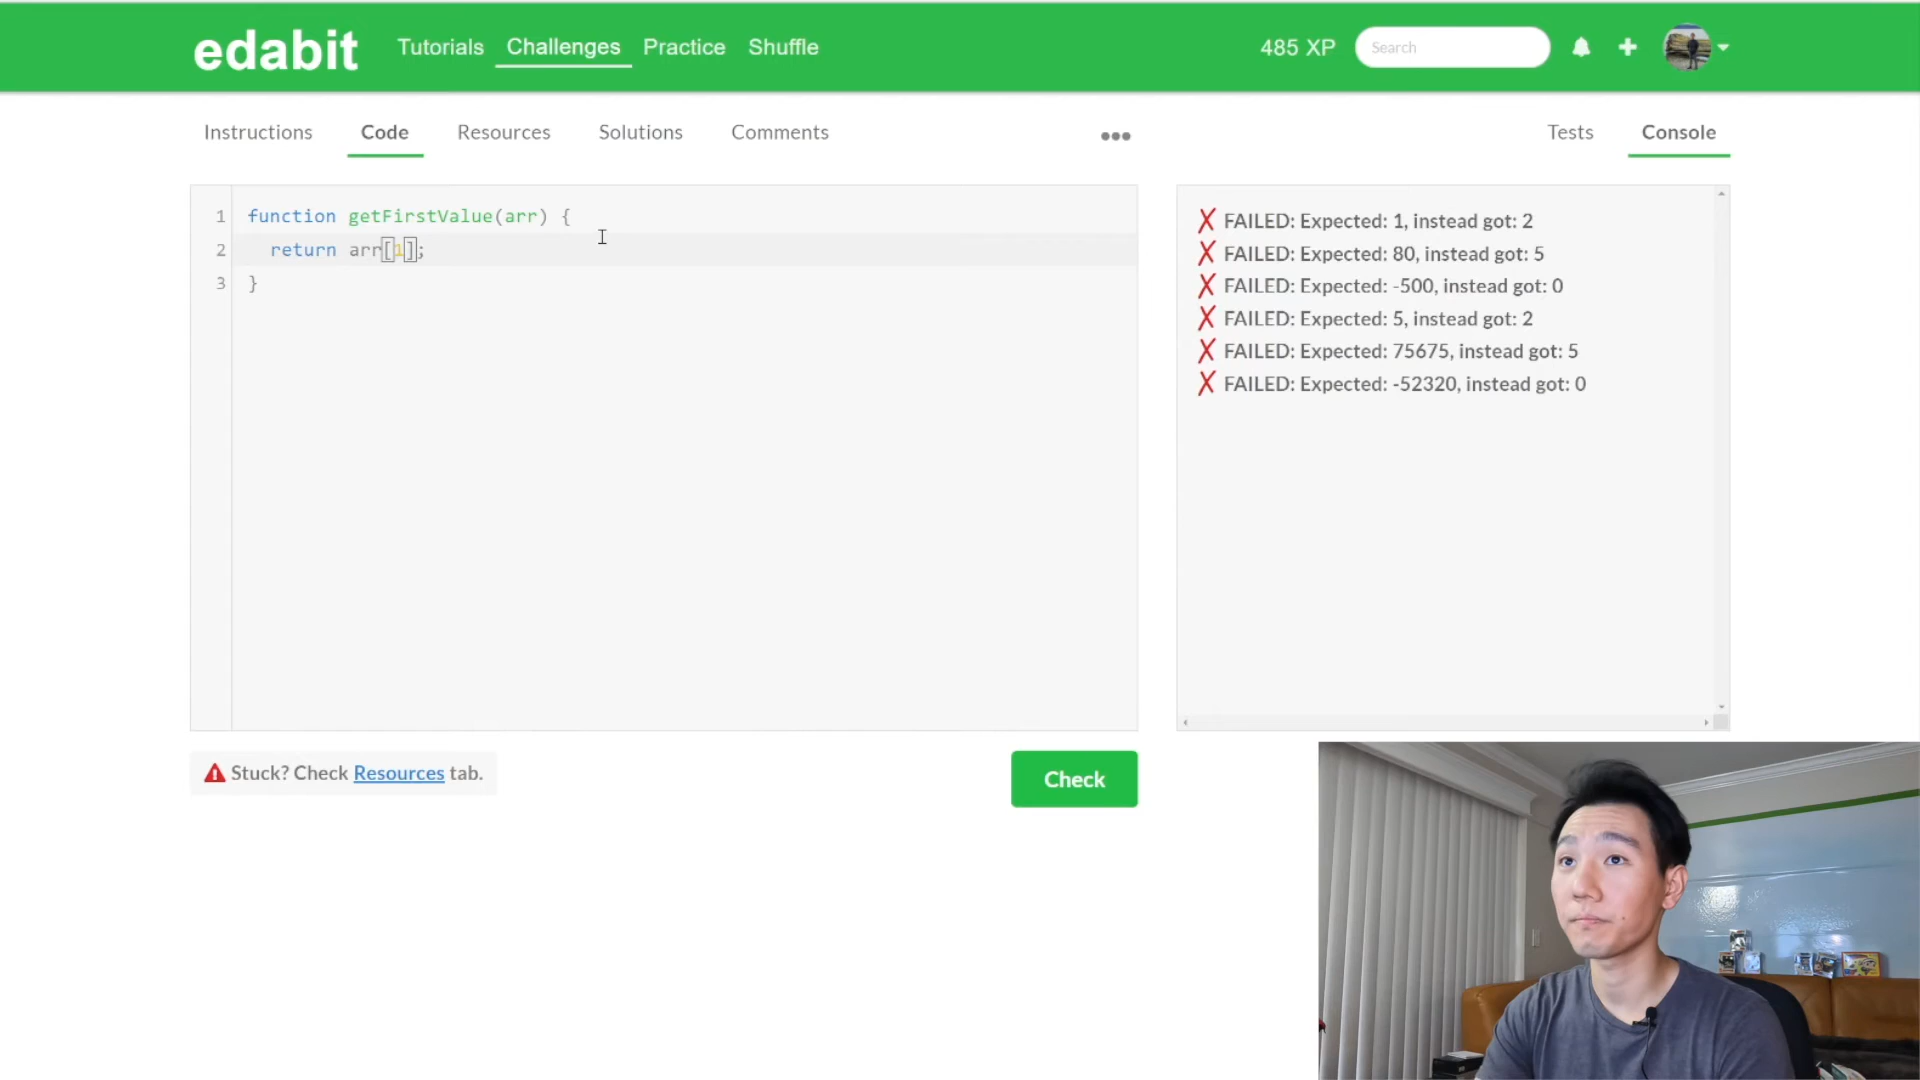 edabit Tutorials Challenges Practice Shuffle 485 XP Search
Instructions Code Resources Solutions Comments ••• Tests Console
1 function getFirstValue(arr) {
2 return arr[1];
3 }
FAILED: Expected: 1, instead got: 2
FAILED: Expected: 80, instead got: 5
FAILED: Expected: -500, instead got: 0
FAILED: Expected: 5, instead got: 2
FAILED: Expected: 75675, instead got: 5
FAILED: Expected: -52320, instead got: 0
Stuck? Check Resources tab.
Check